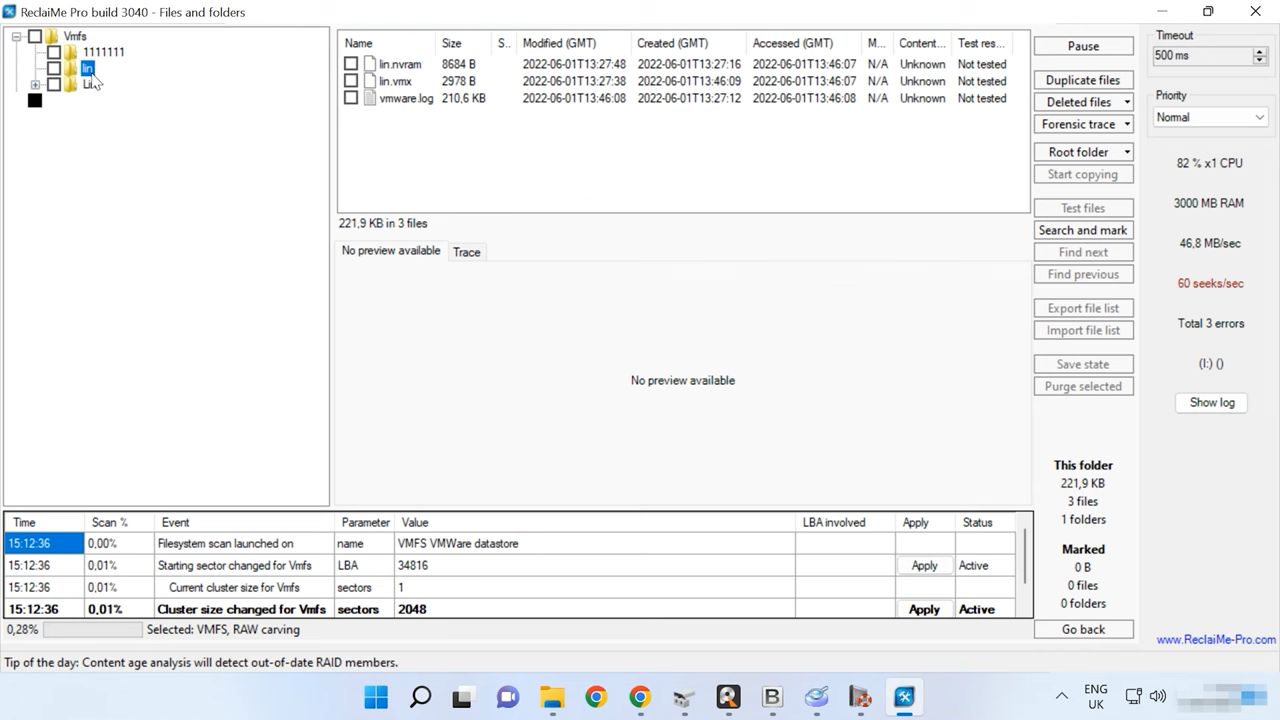 ReclaiMe Pro build 3040 - Files and folders
Vmfs
1111111
lin
Li
Name Size S.. Modified (GMT) Created (GMT) Accessed (GMT) M... Content... Test res...
lin.nvram 8684 B 2022-06-01T13:27:48 2022-06-01T13:27:16 2022-06-01T13:46:07 N/A Unknown Not tested
lin.vmx 2978 B 2022-06-01T13:27:38 2022-06-01T13:46:09 2022-06-01T13:46:07 N/A Unknown Not tested
vmware.log 210,6 KB 2022-06-01T13:46:08 2022-06-01T13:27:12 2022-06-01T13:46:08 N/A Unknown Not tested
221,9 KB in 3 files
No preview available Trace
No preview available
Pause
Duplicate files
Deleted files
Forensic trace
Root folder
Start copying
Test files
Search and mark
Find next
Find previous
Export file list
Import file list
Save state
Purge selected
This folder
221,9 KB
3 files
1 folders
Marked
0 B
0 files
0 folders
Go back
Timeout
500 ms
Priority
Normal
82 % x1 CPU
3000 MB RAM
46,8 MB/sec
60 seeks/sec
Total 3 errors
(I:) ()
Show log
www.ReclaiMe-Pro.com
Time Scan % Event Parameter Value LBA involved Apply Status
15:12:36 0,00% Filesystem scan launched on name VMFS VMWare datastore
15:12:36 0,01% Starting sector changed for Vmfs LBA 34816 Apply Active
15:12:36 0,01% Current cluster size for Vmfs sectors 1
15:12:36 0,01% Cluster size changed for Vmfs sectors 2048 Apply Active
0,28% Selected: VMFS, RAW carving
Tip of the day: Content age analysis will detect out-of-date RAID members.
ENG
UK